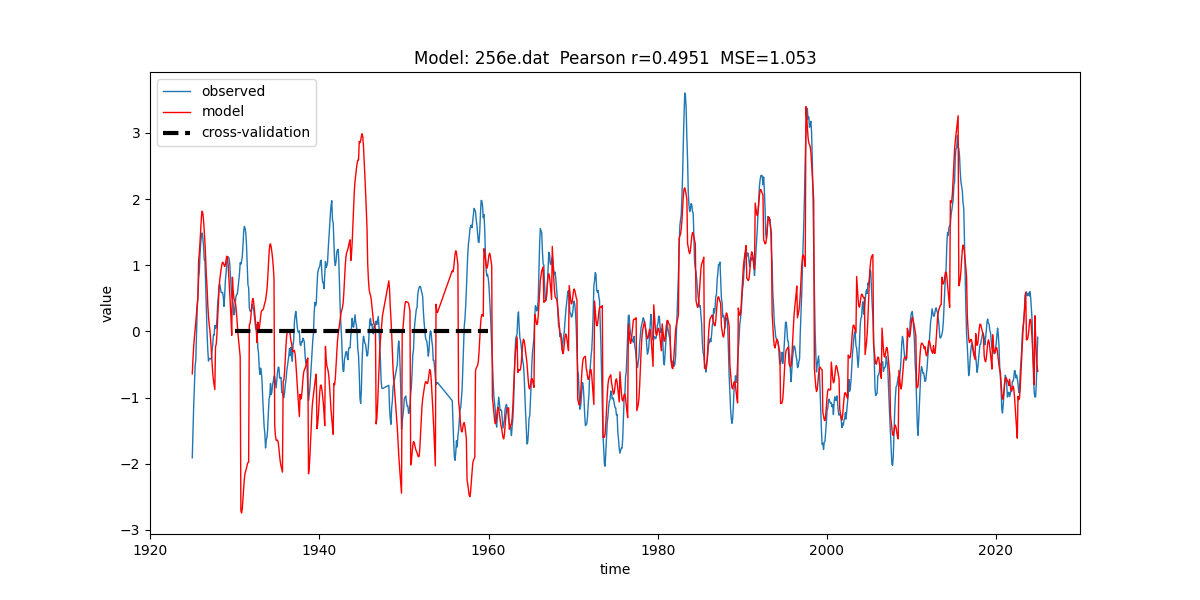 Model: 256e.dat  Pearson r=0.4951  MSE=1.053
observed
model
cross-validation
value
3
2
1
0
−1
−2
−3
1920
1940
1960
1980
2000
2020
time